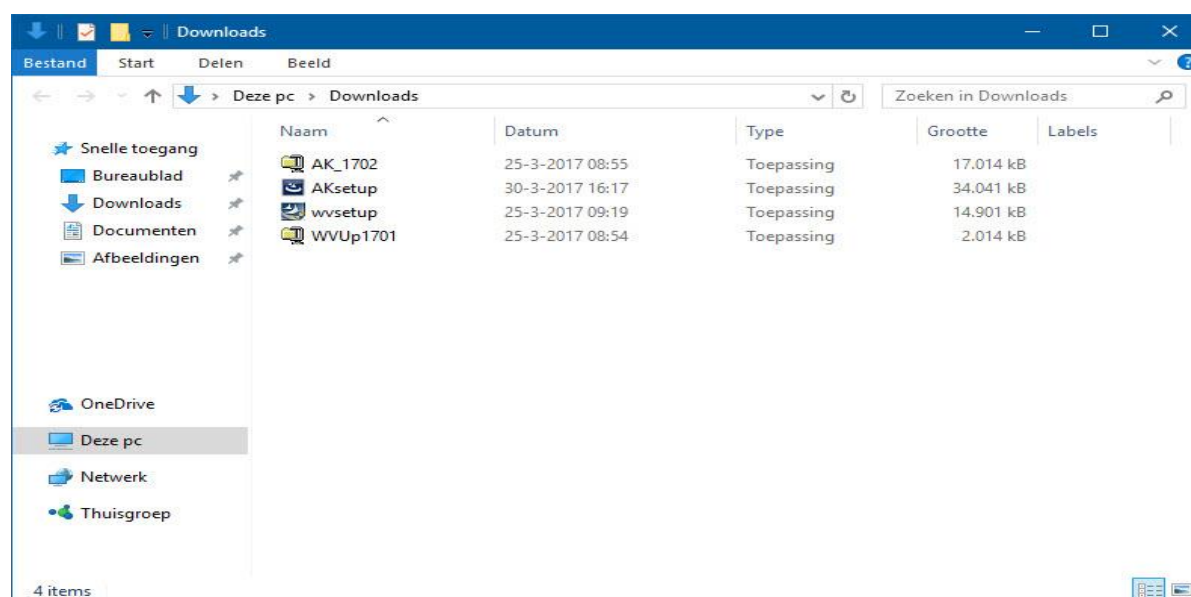 Downloads
Bestand Start Delen Beeld
Deze pc > Downloads Zoeken in Downloads
Naam Datum Type Grootte Labels
Snelle toegang
Bureaublad
Downloads
Documenten
Afbeeldingen
OneDrive
Deze pc
Netwerk
Thuisgroep
AK_1702 25-3-2017 08:55 Toepassing 17.014 kB
AKsetup 30-3-2017 16:17 Toepassing 34.041 kB
wvsetup 25-3-2017 09:19 Toepassing 14.901 kB
WVUp1701 25-3-2017 08:54 Toepassing 2.014 kB
4 items